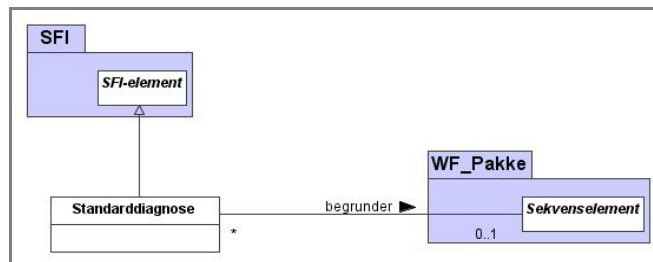 SFI
SFI-element
WF_Pakke
Standarddiagnose
begrunder
Sekvenselement
*
0..1